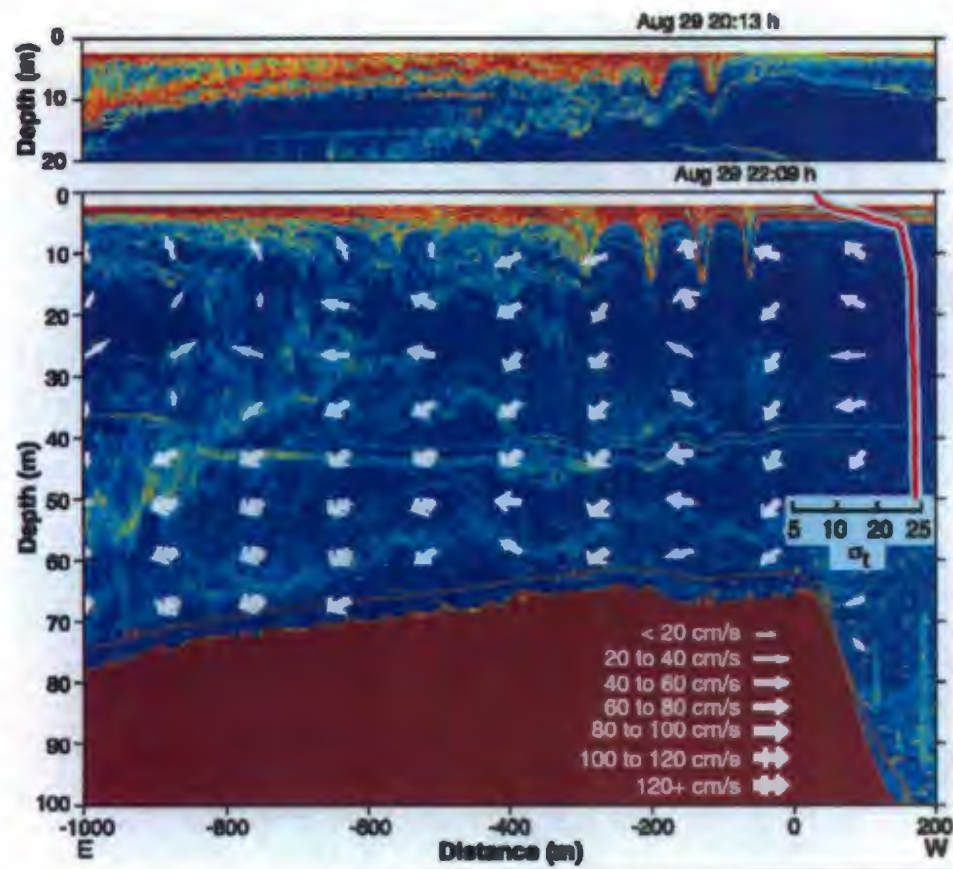 Aug 29 20:13 h
Depth (m)
0
10
20
Aug 29 22:09 h
Depth (m)
0
10
20
30
40
50
60
70
80
90
100
5 10 20 25
σt
< 20 cm/s
20 to 40 cm/s
40 to 60 cm/s
60 to 80 cm/s
80 to 100 cm/s
100 to 120 cm/s
120+ cm/s
-1000 -800 -600 -400 -200 0 200
E Distance (m) W